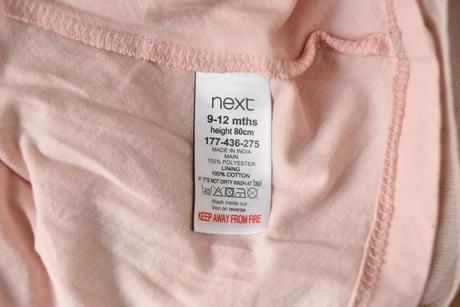 next
9-12 mths
height 80cm
177-436-275
MADE IN INDIA
MAIN
100% POLYESTER
LINING
100% COTTON
IF IT'S NOT DIRTY WASH AT
Wash inside out
Iron on reverse
KEEP AWAY FROM FIRE